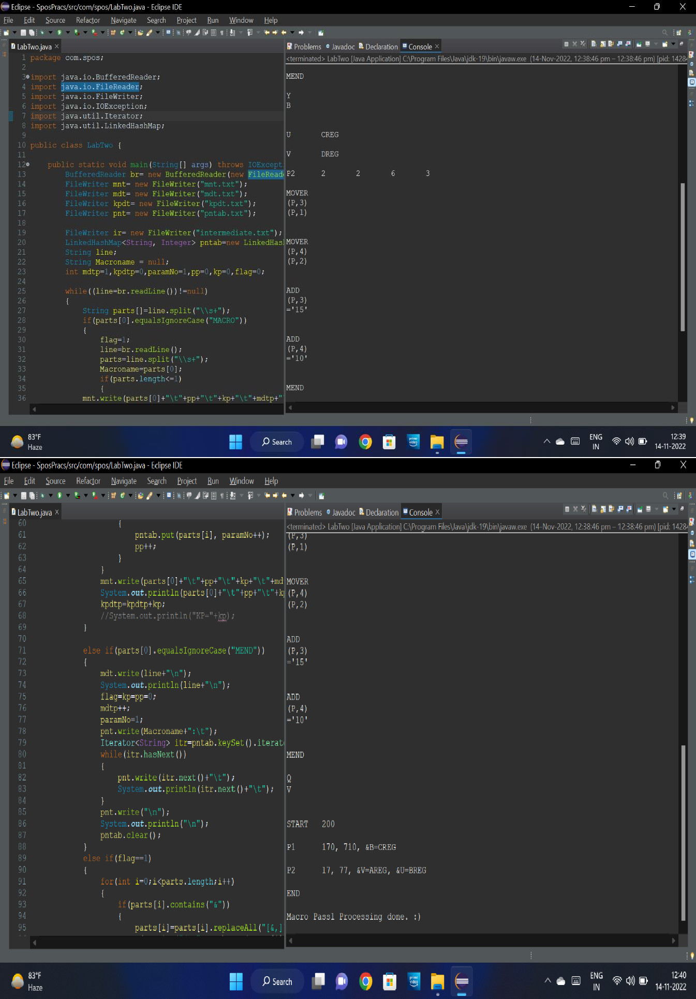 Eclipse - SposPracs/src/com/spos/LabTwo.java - Eclipse IDE
File Edit Source Refactor Navigate Search Project Run Window Help
LabTwo.java
1 package com.spos;
2
3 import java.io.BufferedReader;
4 import java.io.FileReader;
5 import java.io.FileWriter;
6 import java.io.IOException;
7 import java.util.Iterator;
8 import java.util.LinkedHashMap;
9
10 public class LabTwo {
11
12 public static void main(String[] args) throws IOExcept
13 BufferedReader br= new BufferedReader(new FileRead
14 FileWriter mnt= new FileWriter("mnt.txt");
15 FileWriter mdt= new FileWriter("mdt.txt");
16 FileWriter kpdt= new FileWriter("kpdt.txt");
17 FileWriter pnt= new FileWriter("pntab.txt");
18
19 FileWriter ir= new FileWriter("intermediate.txt");
20 LinkedHashMap<String, Integer> pntab=new LinkedHas
21 String line;
22 String Macroname = null;
23 int mdtp=1,kpdtp=0,paramNo=1,pp=0,kp=0,flag=0;
24
25 while((line=br.readLine())!=null)
26 {
27 String parts[]=line.split("\\s+");
28 if(parts[0].equalsIgnoreCase("MACRO"))
29 {
30 flag=1;
31 line=br.readLine();
32 parts=line.split("\\s+");
33 Macroname=parts[0];
34 if(parts.length<=1)
35 {
36 mnt.write(parts[0]+"\t"+pp+"\t"+kp+"\t"+mdtp+"
Problems Javadoc Declaration Console
<terminated> LabTwo [Java Application] C:\Program Files\Java\jdk-19\bin\javaw.exe (14-Nov-2022, 12:38:46 pm – 12:38:46 pm) [pid: 1428
MEND
Y
B
U CREG
V DREG
P2 2 2 6 3
MOVER
(P,3)
(P,1)
MOVER
(P,4)
(P,2)
ADD
(P,3)
='15'
ADD
(P,4)
='10'
MEND
83°F
Haze
Search
prime video
ENG
IN
12:39
14-11-2022
Eclipse - SposPracs/src/com/spos/LabTwo.java - Eclipse IDE
File Edit Source Refactor Navigate Search Project Run Window Help
LabTwo.java
60 {
61 pntab.put(parts[i], paramNo++);
62 pp++;
63 }
64 }
65 mnt.write(parts[0]+"\t"+pp+"\t"+kp+"\t"+md
66 System.out.println(parts[0]+"\t"+pp+"\t"+k
67 kpdtp=kpdtp+kp;
68 //System.out.println("KP="+kp);
69 }
70
71 else if(parts[0].equalsIgnoreCase("MEND"))
72 {
73 mdt.write(line+"\n");
74 System.out.println(line+"\n");
75 flag=kp=pp=0;
76 mdtp++;
77 paramNo=1;
78 pnt.write(Macroname+":\t");
79 Iterator<String> itr=pntab.keySet().iterat
80 while(itr.hasNext())
81 {
82 pnt.write(itr.next()+"\t");
83 System.out.println(itr.next()+"\t");
84 }
85 pnt.write("\n");
86 System.out.println("\n");
87 pntab.clear();
88 }
89 else if(flag==1)
90 {
91 for(int i=0;i<parts.length;i++)
92 {
93 if(parts[i].contains("&"))
94 {
95 parts[i]=parts[i].replaceAll("[&,]
Problems Javadoc Declaration Console
<terminated> LabTwo [Java Application] C:\Program Files\Java\jdk-19\bin\javaw.exe (14-Nov-2022, 12:38:46 pm – 12:38:46 pm) [pid: 1428
(P,3)
(P,1)
MOVER
(P,4)
(P,2)
ADD
(P,3)
='15'
ADD
(P,4)
='10'
MEND
Q
V
START 200
P1 170, 710, &B=CREG
P2 17, 77, &V=AREG, &U=BREG
END
Macro Pass1 Processing done. :)
83°F
Haze
Search
prime video
ENG
IN
12:40
14-11-2022